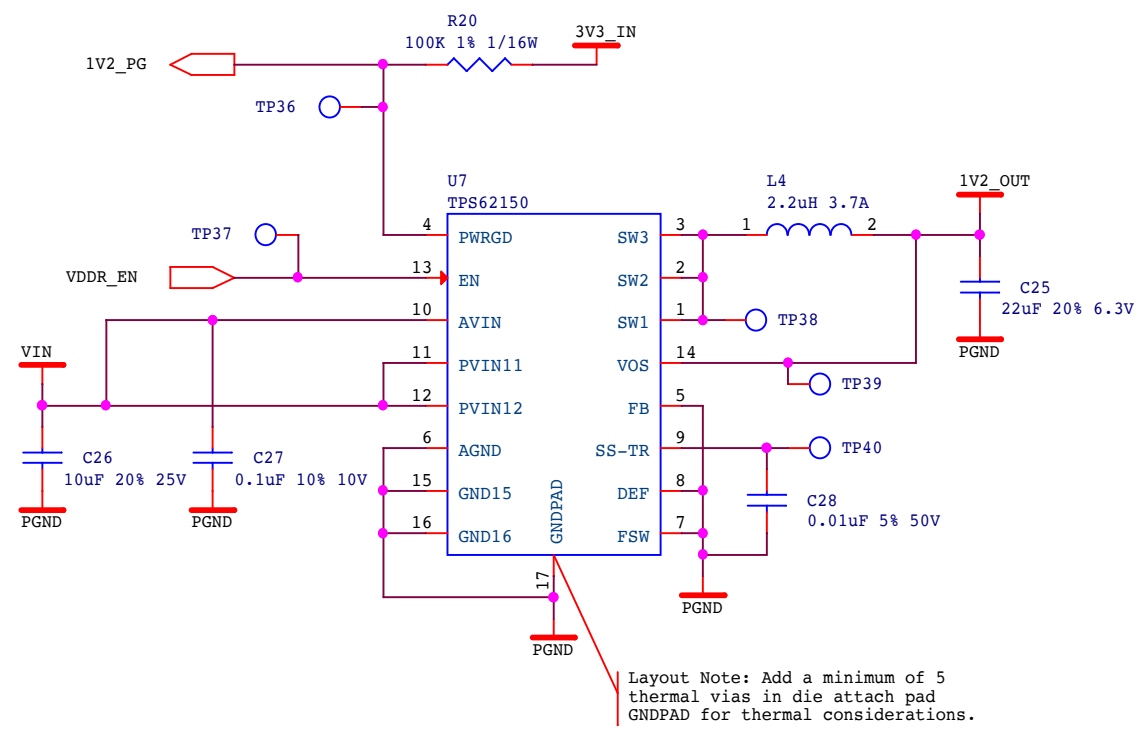 R20
100K 1% 1/16W
3V3_IN
1V2_PG
TP36
U7
TPS62150
L4
2.2uH 3.7A
1V2_OUT
TP37
4
PWRGD
SW3
3
1
2
VDDR_EN
13
EN
SW2
2
C25
22uF 20% 6.3V
10
AVIN
SW1
1
TP38
VIN
PGND
11
PVIN11
VOS
14
TP39
12
PVIN12
FB
5
6
AGND
SS-TR
9
TP40
C26
10uF 20% 25V
C27
0.1uF 10% 10V
15
GND15
GNDPAD
DEF
8
C28
0.01uF 5% 50V
PGND
PGND
16
GND16
FSW
7
17
PGND
PGND
Layout Note: Add a minimum of 5
thermal vias in die attach pad
GNDPAD for thermal considerations.